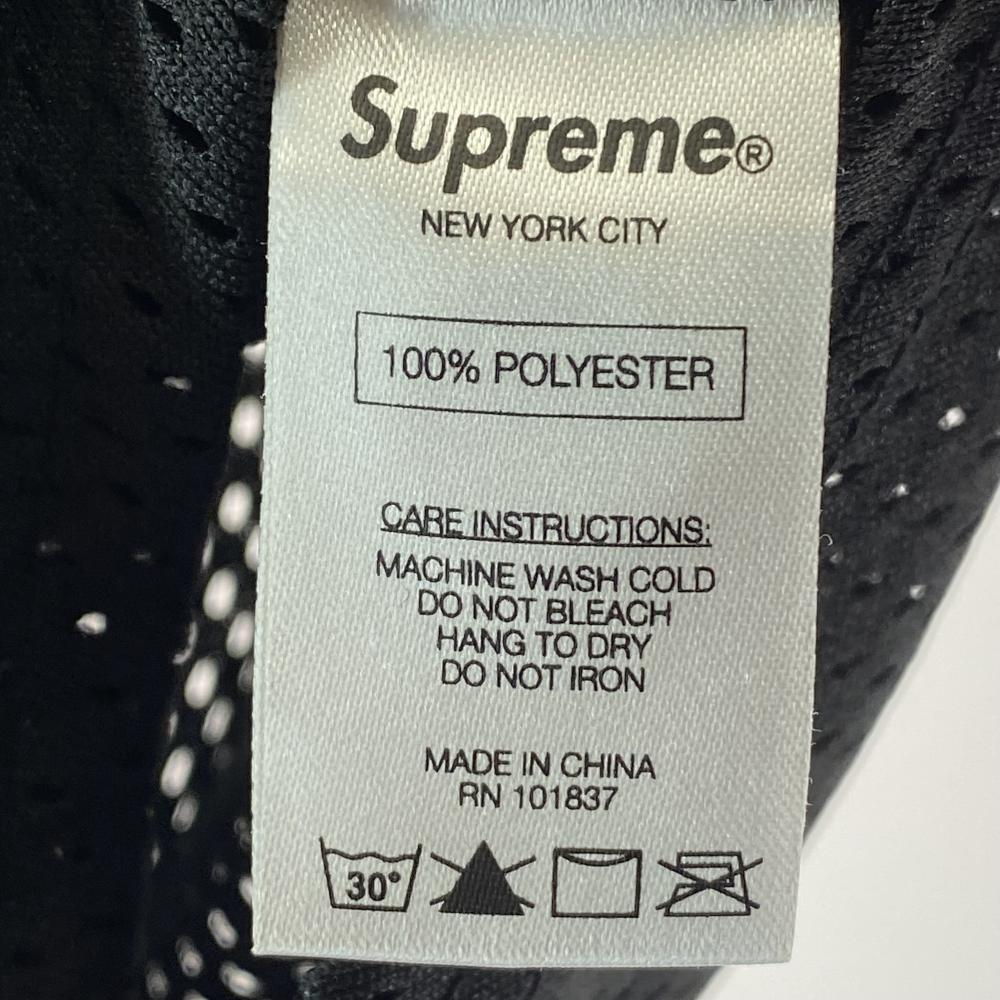 Supreme®
NEW YORK CITY
100% POLYESTER
CARE INSTRUCTIONS:
MACHINE WASH COLD
DO NOT BLEACH
HANG TO DRY
DO NOT IRON
MADE IN CHINA
RN 101837
30°